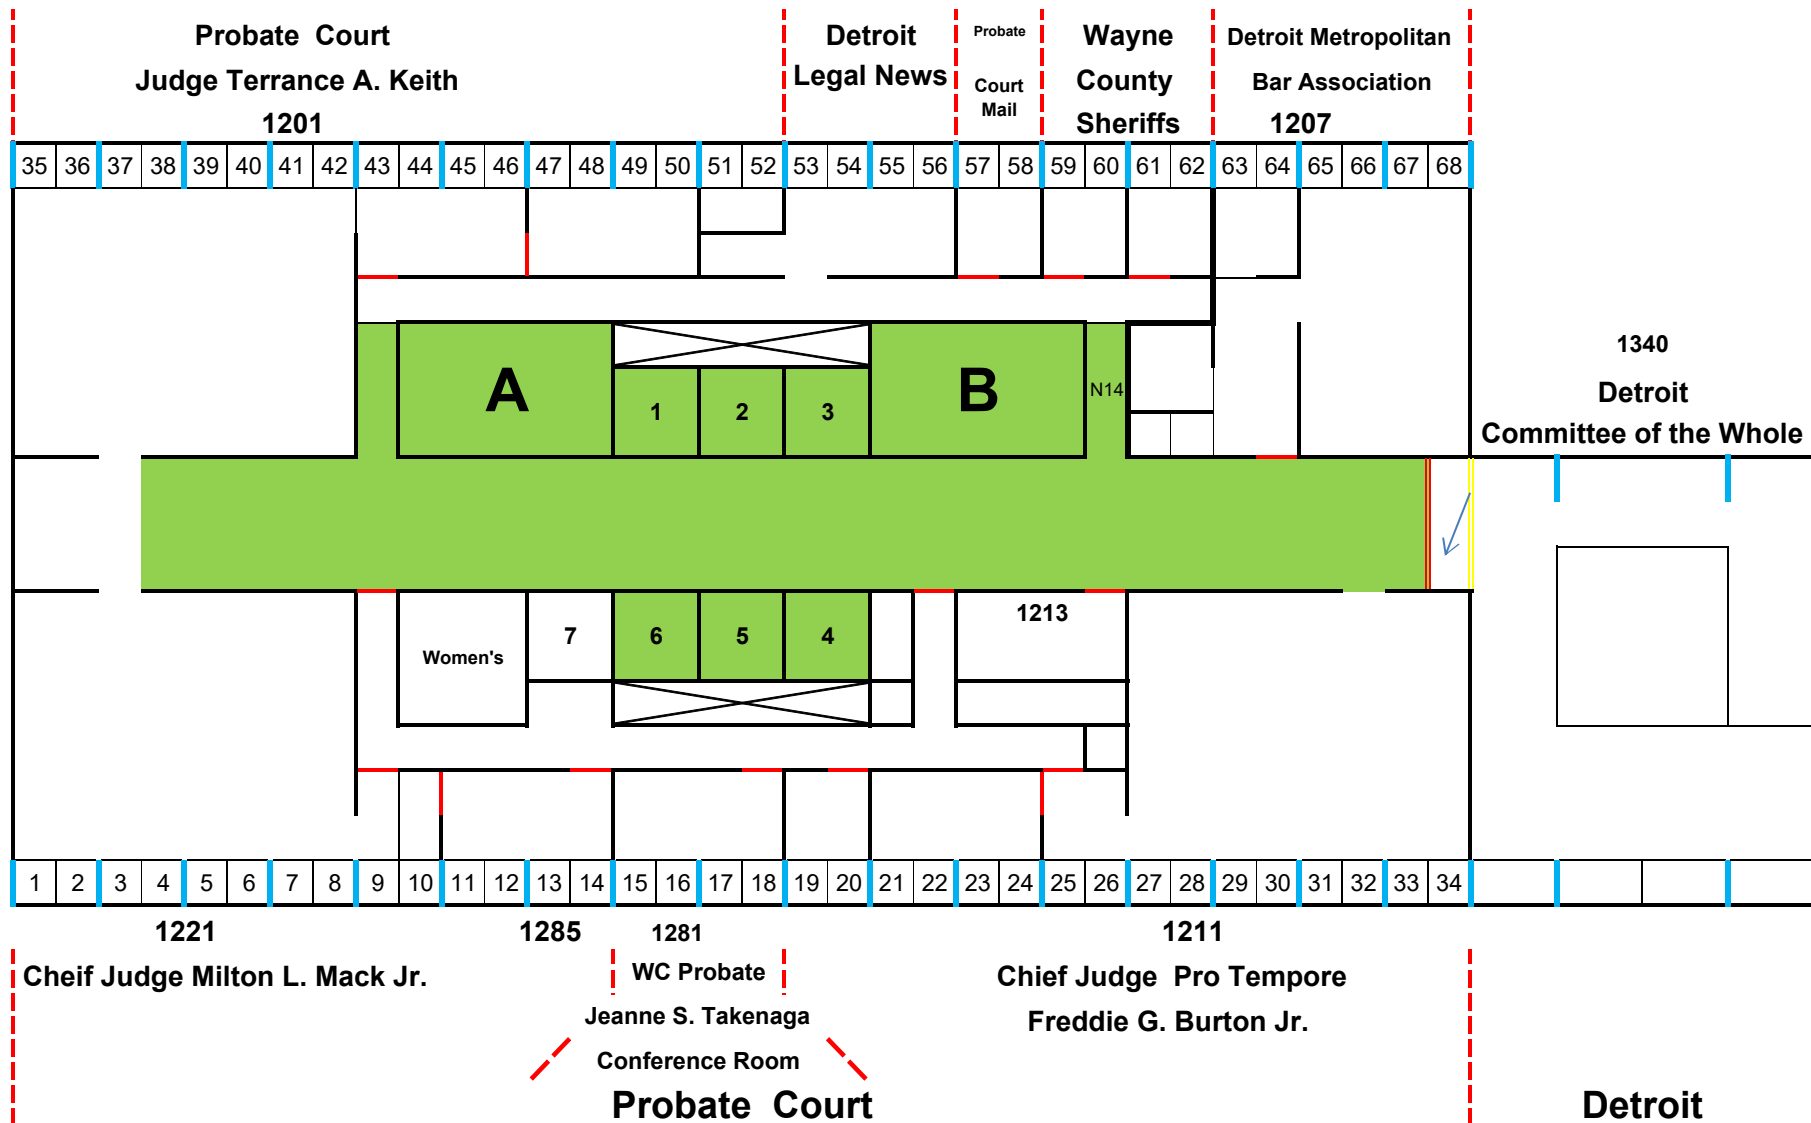 Probate Court
Judge Terrance A. Keith
1201
Detroit
Legal News
Probate
Court
Mail
Wayne
County
Sheriffs
Detroit Metropolitan
Bar Association
1207
35 36 37 38 39 40 41 42 43 44 45 46 47 48 49 50 51 52 53 54 55 56 57 58 59 60 61 62 63 64 65 66 67 68
1340
Detroit
Committee of the Whole
A
1
2
3
B
N14
Women's
7
6
5
4
1213
1 2 3 4 5 6 7 8 9 10 11 12 13 14 15 16 17 18 19 20 21 22 23 24 25 26 27 28 29 30 31 32 33 34
1221
Cheif Judge Milton L. Mack Jr.
1285
1281
WC Probate
Jeanne S. Takenaga
Conference Room
1211
Chief Judge Pro Tempore
Freddie G. Burton Jr.
Probate Court
Detroit